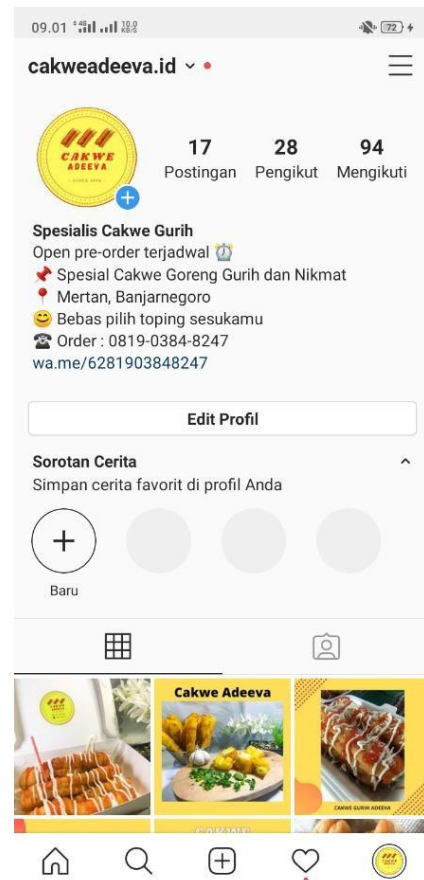 09.01
72
cakweadeeva.id
CAKWE
ADEEVA
17 28 94
Postingan Pengikut Mengikuti
Spesialis Cakwe Gurih
Open pre-order terjadwal
Spesial Cakwe Goreng Gurih dan Nikmat
Mertan, Banjarnegoro
Bebas pilih toping sesukamu
Order : 0819-0384-8247
wa.me/6281903848247
Edit Profil
Sorotan Cerita
Simpan cerita favorit di profil Anda
Baru
Cakwe Adeeva
CAKWE GURIH ADEEVA
CAKWE